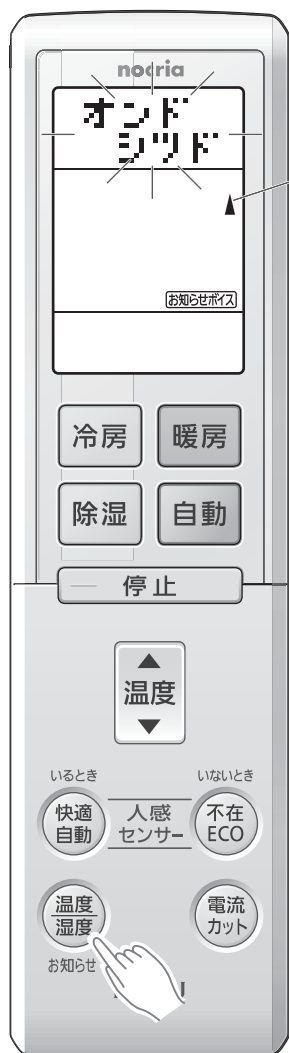 nocria
オンド
シツド
お知らせボイス
冷房
暖房
除湿
自動
停止
温度
いるとき
いないとき
快適
自動
人感
センサー
不在
ECO
温度
湿度
電流
カット
お知らせ